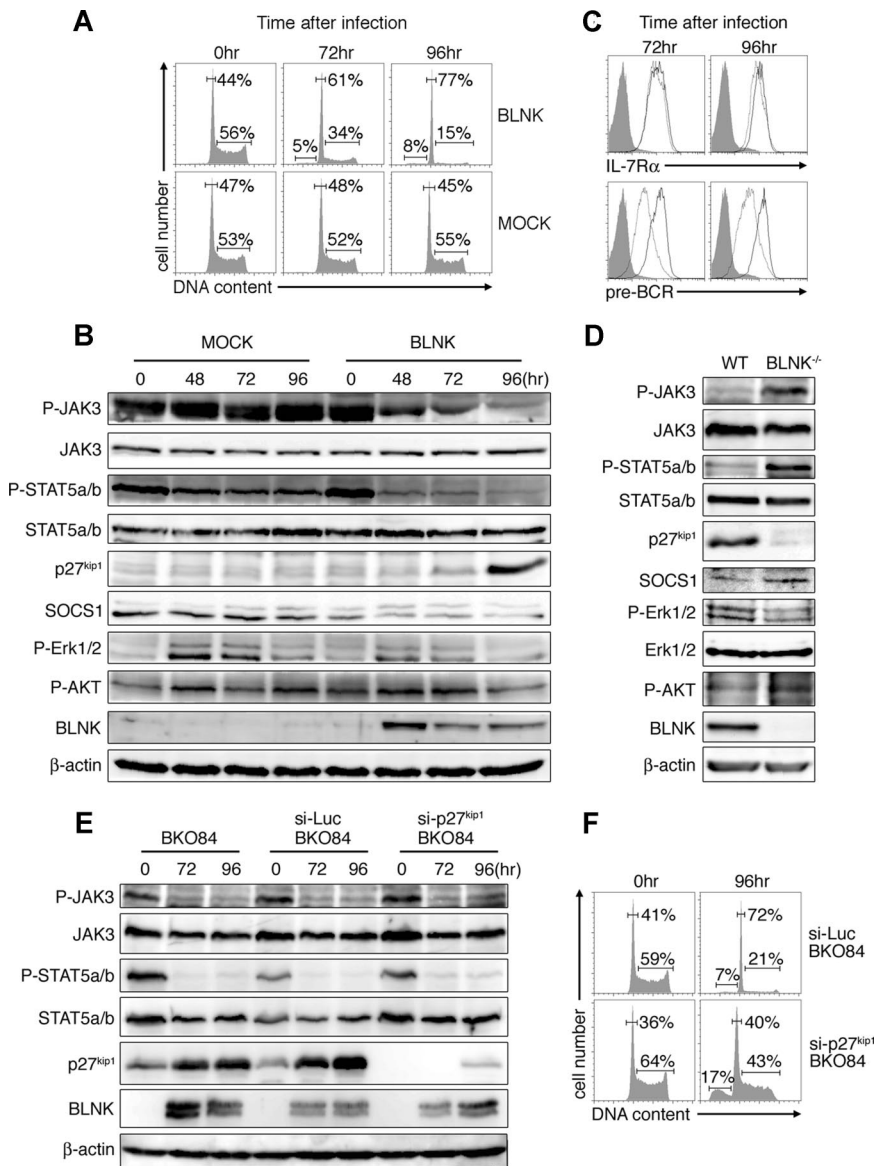 A
Time after infection
0hr 72hr 96hr
44% 61% 77%
56% 5% 34% 8% 15%
BLNK
47% 48% 45%
53% 52% 55%
MOCK
cell number
DNA content
C
Time after infection
72hr 96hr
IL-7Rα
pre-BCR
B
MOCK BLNK
0 48 72 96 0 48 72 96(hr)
P-JAK3
JAK3
P-STAT5a/b
STAT5a/b
p27kip1
SOCS1
P-Erk1/2
P-AKT
BLNK
β-actin
D
WT BLNK-/-
P-JAK3
JAK3
P-STAT5a/b
STAT5a/b
p27kip1
SOCS1
P-Erk1/2
Erk1/2
P-AKT
BLNK
β-actin
E
BKO84 si-Luc BKO84 si-p27kip1 BKO84
0 72 96 0 72 96 0 72 96(hr)
P-JAK3
JAK3
P-STAT5a/b
STAT5a/b
p27kip1
BLNK
β-actin
F
0hr 96hr
41% 72%
59% 7% 21%
si-Luc BKO84
36% 40%
64% 17% 43%
si-p27kip1 BKO84
cell number
DNA content